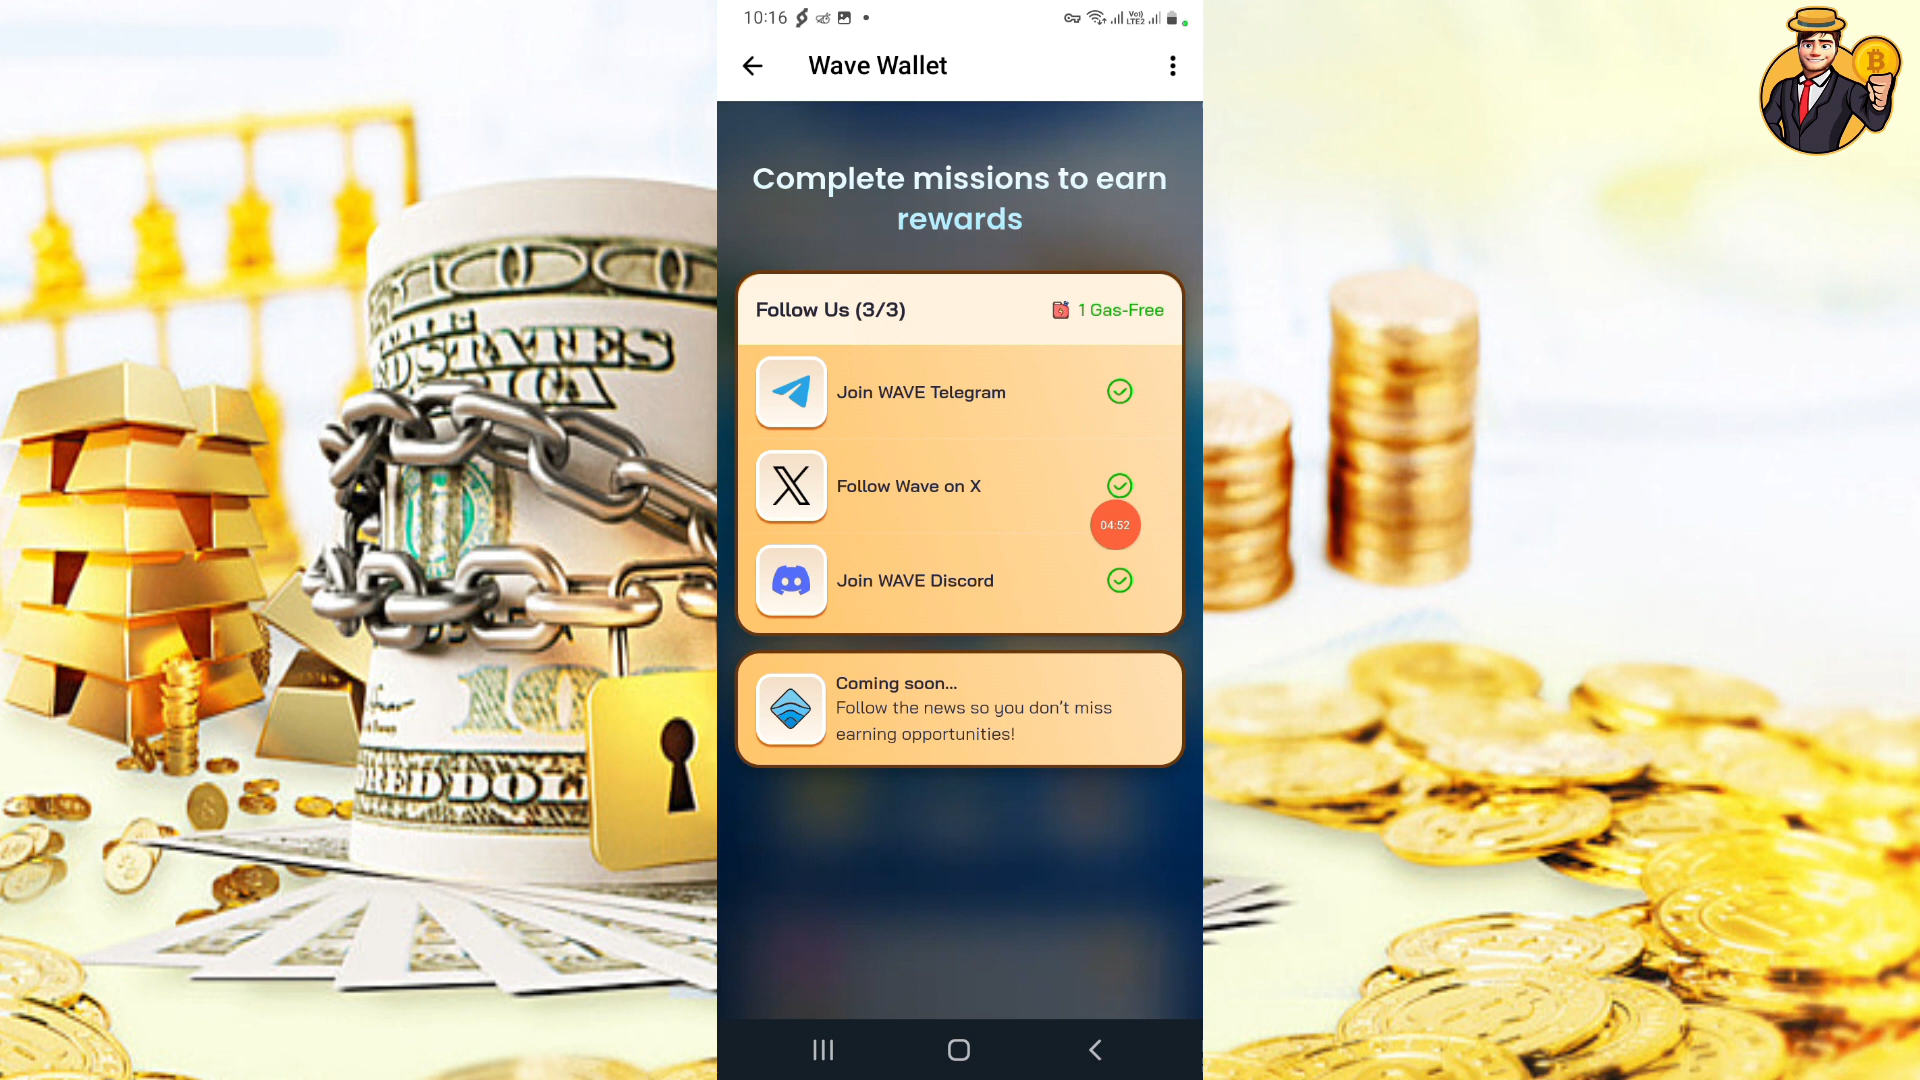 10:16
Vo)
LTE2
Wave Wallet
Complete missions to earn
rewards
Follow Us (3/3)
1 Gas-Free
Join WAVE Telegram
Follow Wave on X
04:52
Join WAVE Discord
Coming soon...
Follow the news so you don't miss
earning opportunities!